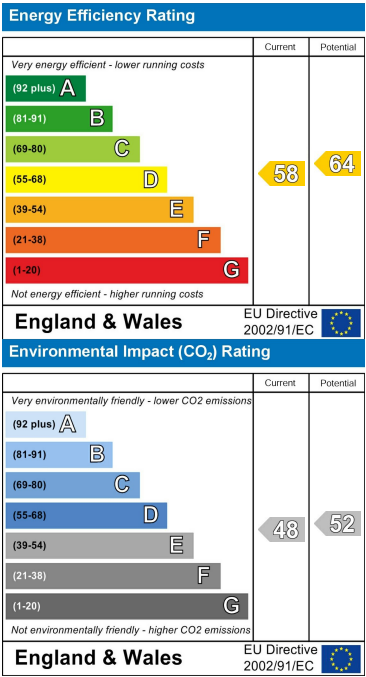 Energy Efficiency Rating
Current Potential
Very energy efficient - lower running costs
(92 plus) A
(81-91) B
(69-80) C
(55-68) D
(39-54) E
(21-38) F
(1-20) G
58
64
Not energy efficient - higher running costs
England & Wales
EU Directive
2002/91/EC
Environmental Impact (CO₂) Rating
Current Potential
Very environmentally friendly - lower CO2 emissions
(92 plus) A
(81-91) B
(69-80) C
(55-68) D
(39-54) E
(21-38) F
(1-20) G
48
52
Not environmentally friendly - higher CO2 emissions
England & Wales
EU Directive
2002/91/EC